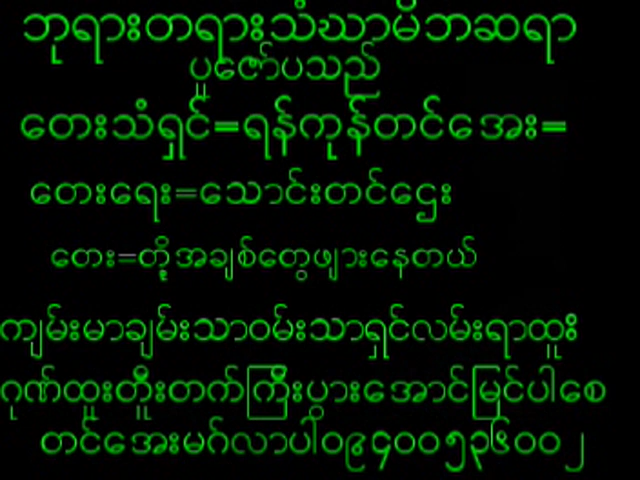 ဘုရားတရားသံဃာမိဘဆရာ
ပူဇော်ပသည်
တေးသံရှင်=ရန်ကုန်တင်အေး=
တေးရေး=သောင်းတင်ဌေး
တေး=တို့အချစ်တွေဖျားနေတယ်
ကျမ်းမာချမ်းသာဝမ်းသာရှင်လမ်းရာထူး
ဂုဏ်ထူးတိုးတက်ကြီးပွားအောင်မြင်ပါစေ
တင်အေးမင်္ဂလာပါ၀၉၄၀၀၅၃၆၀၀၂